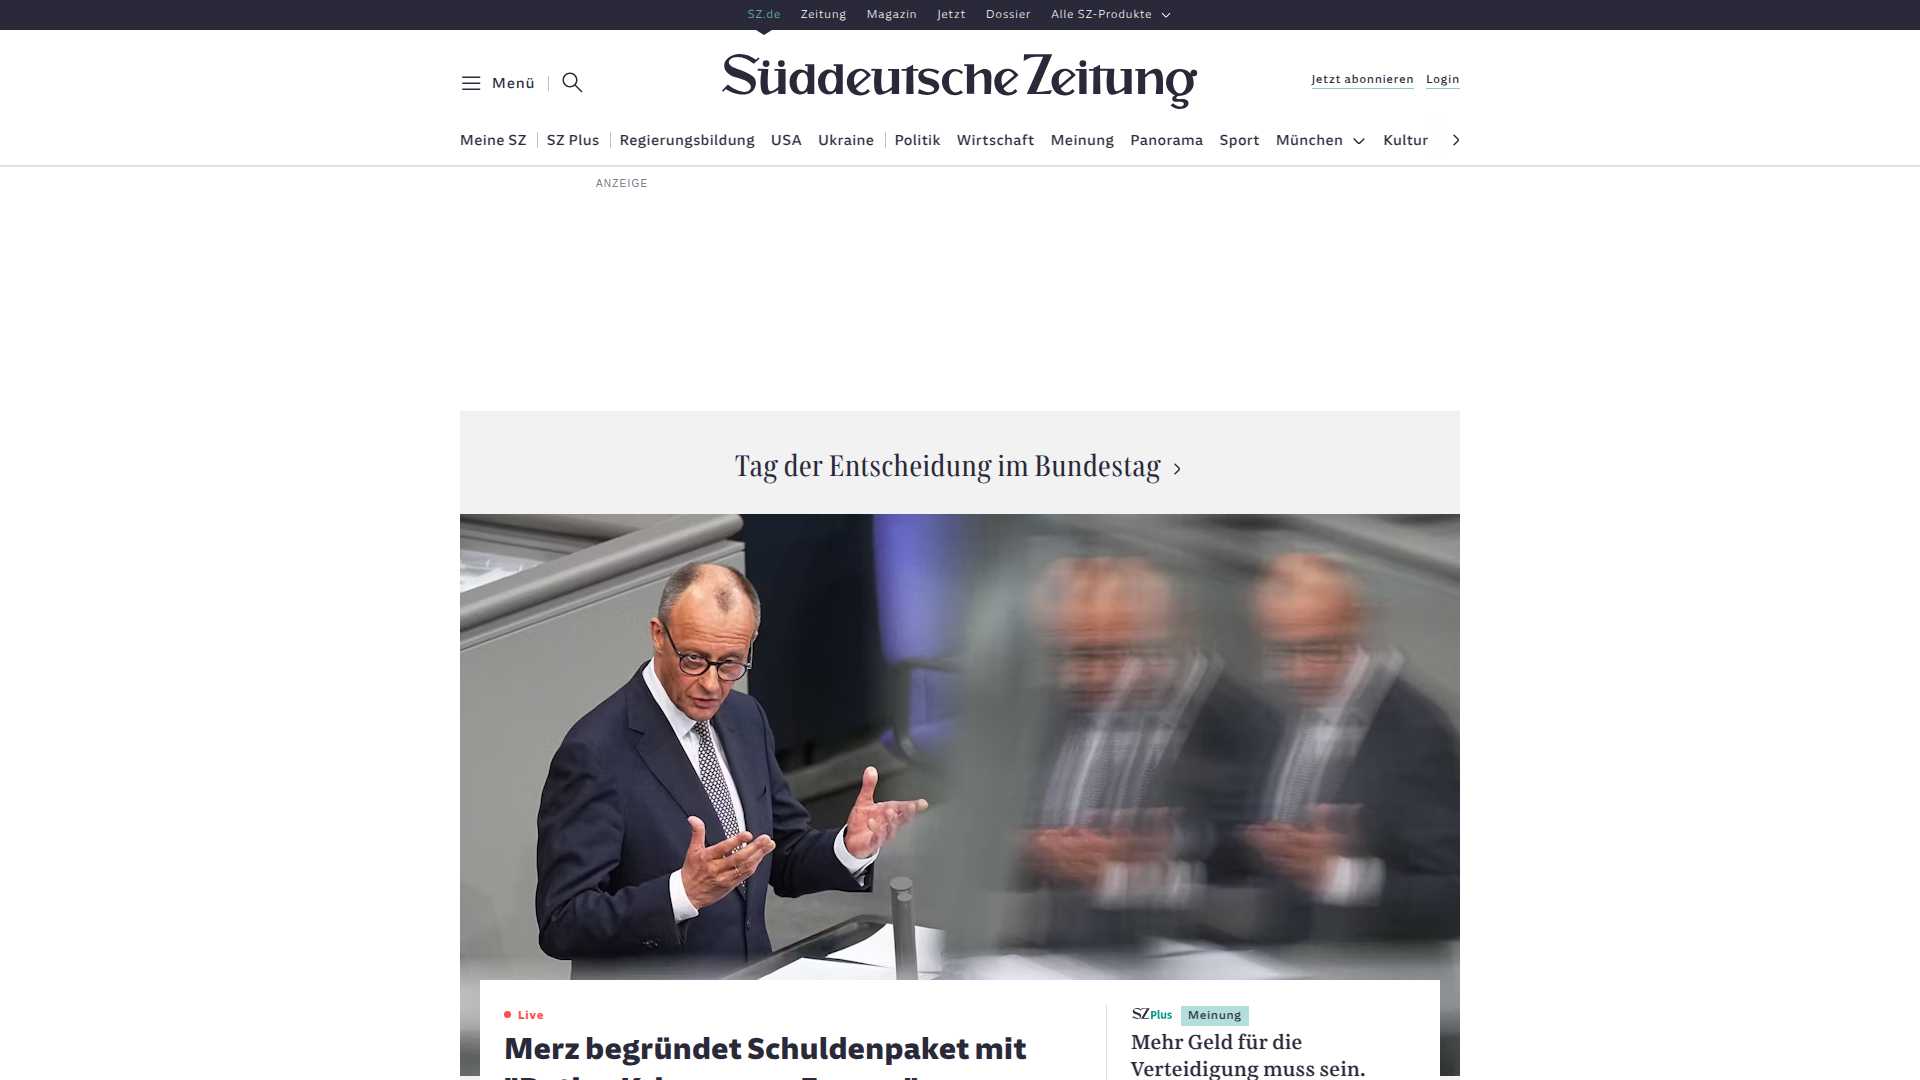 SZ.de Zeitung Magazin Jetzt Dossier Alle SZ-Produkte
Menü
Süddeutsche Zeitung
Jetzt abonnieren Login
Meine SZ SZ Plus Regierungsbildung USA Ukraine Politik Wirtschaft Meinung Panorama Sport München Kultur
ANZEIGE
Tag der Entscheidung im Bundestag
Live
Merz begründet Schuldenpaket mit
SZ Plus Meinung
Mehr Geld für die
Verteidigung muss sein.